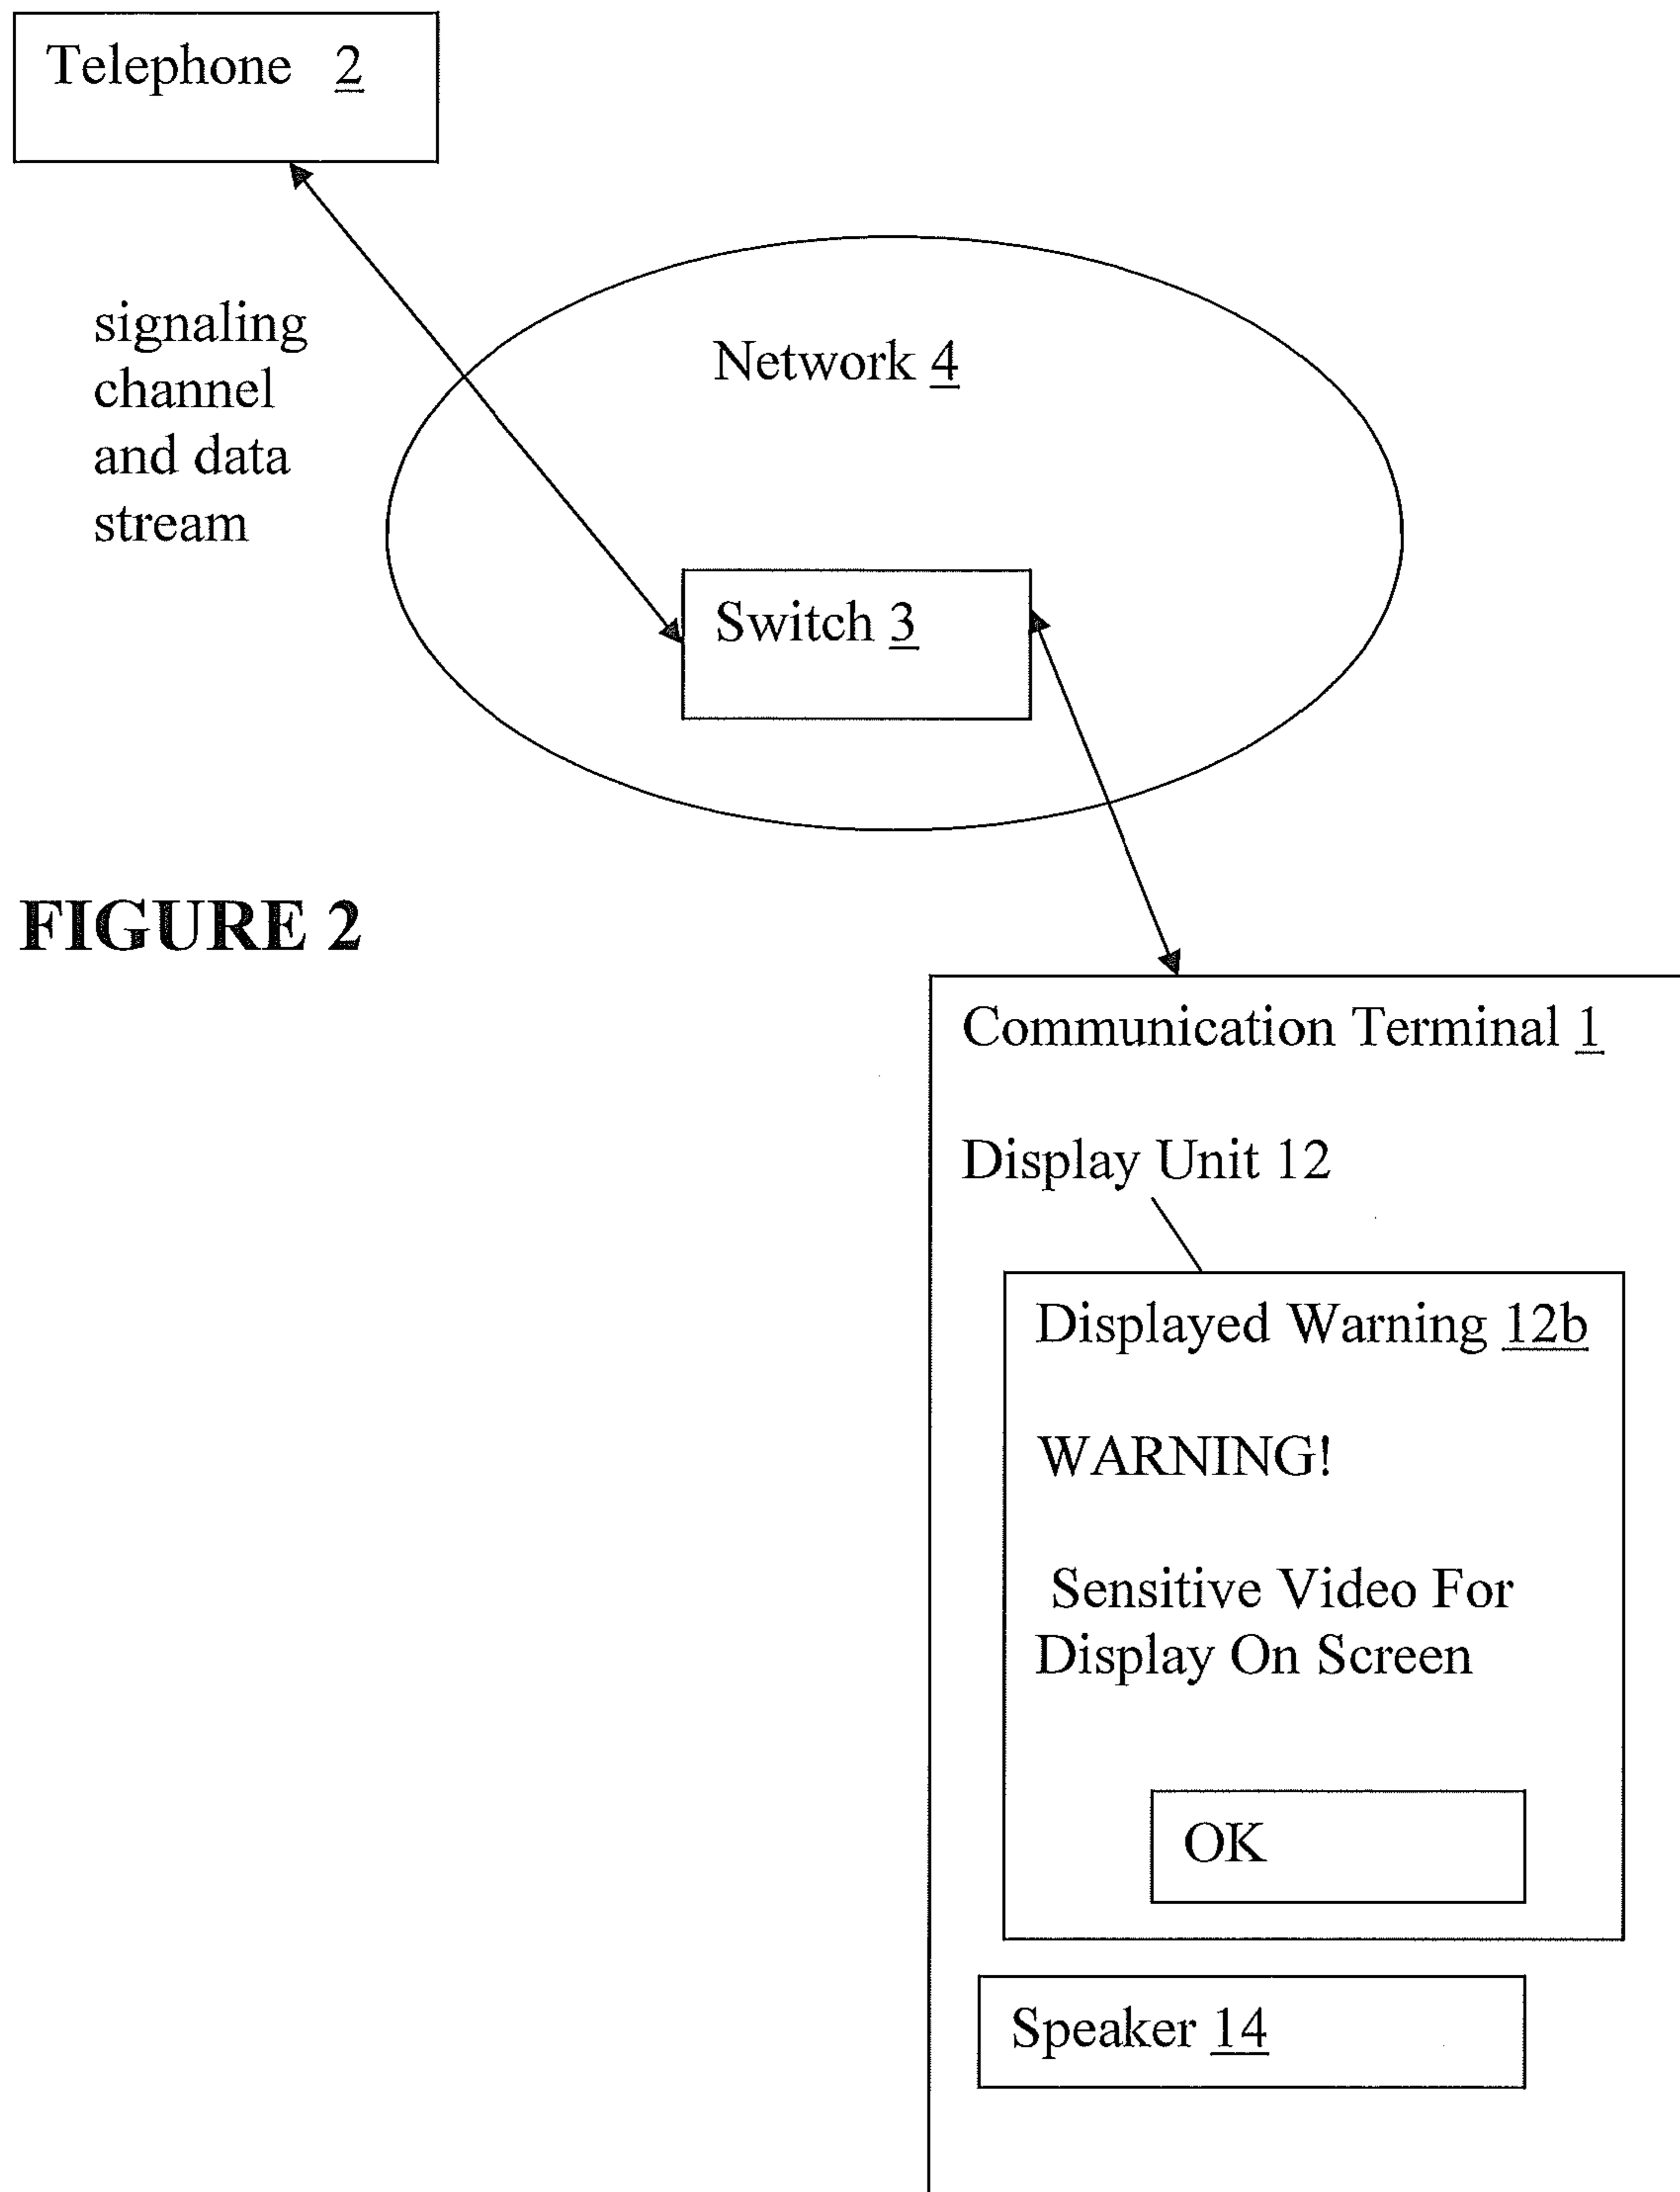 Telephone 2
signaling
channel
and data
stream
Network 4
Switch 3
FIGURE 2
Communication Terminal 1
Display Unit 12
Displayed Warning 12b
WARNING!
Sensitive Video For
Display On Screen
OK
Speaker 14